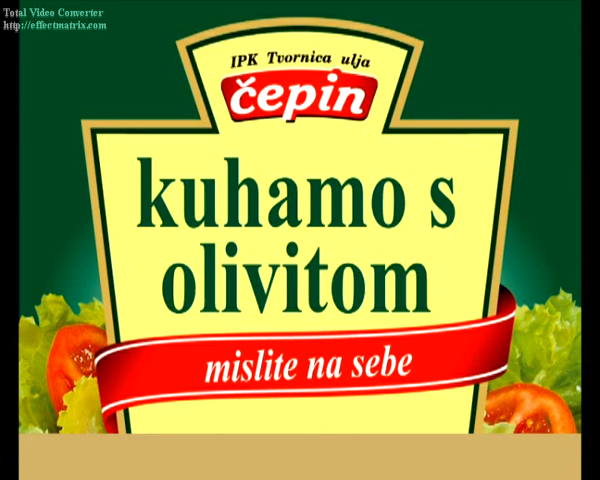 Total Video Converter
http://effectmatrix.com
IPK Tvornica ulja
čepin
kuhamo s
olivitom
mislite na sebe